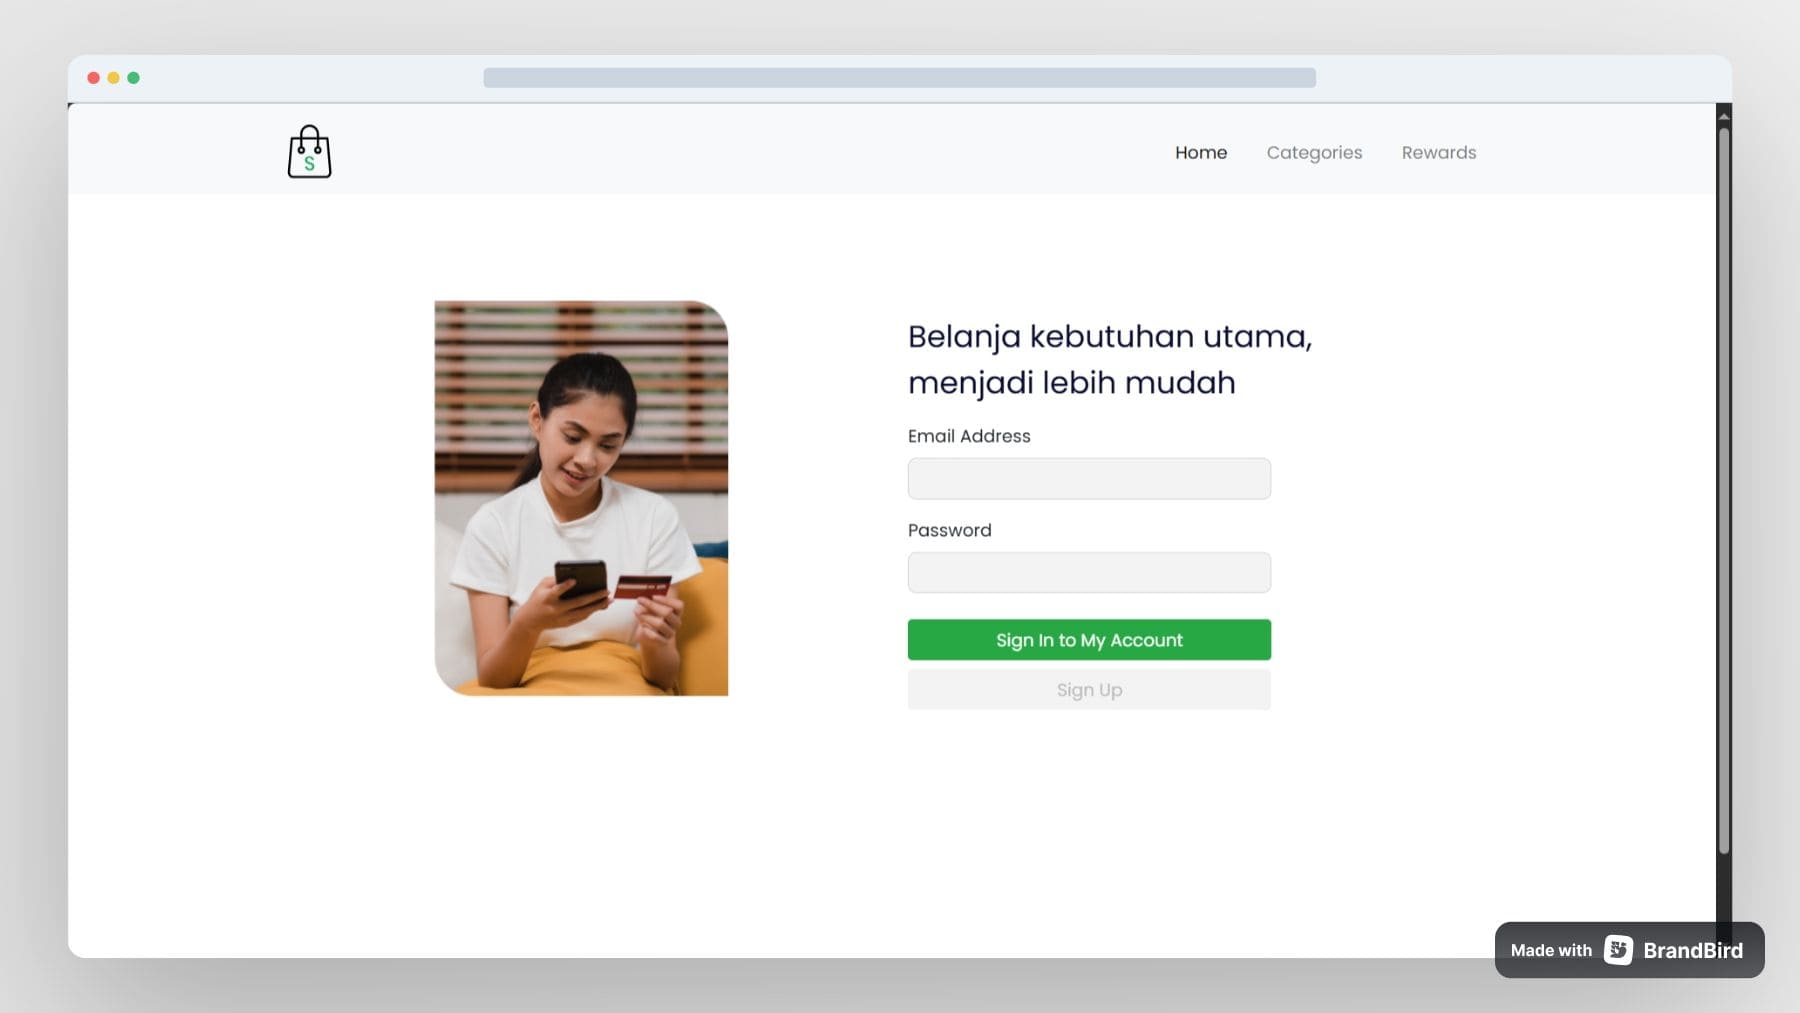 S
Home
Categories
Rewards
Belanja kebutuhan utama,
menjadi lebih mudah
Email Address
Password
Sign In to My Account
Sign Up
Made with BrandBird